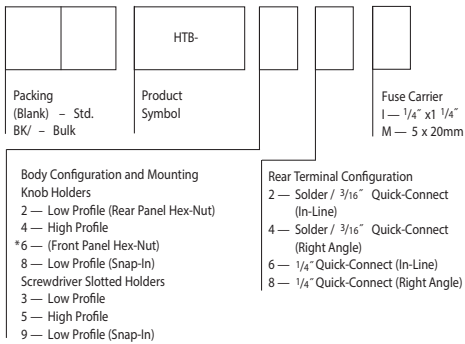 HTB-
Packing
(Blank) – Std.
BK/ – Bulk
Product
Symbol
Fuse Carrier
I — 1/4″ x1 1/4″
M — 5 x 20mm
Body Configuration and Mounting
Knob Holders
2 — Low Profile (Rear Panel Hex-Nut)
4 — High Profile
*6 — (Front Panel Hex-Nut)
8 — Low Profile (Snap-In)
Screwdriver Slotted Holders
3 — Low Profile
5 — High Profile
9 — Low Profile (Snap-In)
Rear Terminal Configuration
2 — Solder / 3/16″ Quick-Connect
(In-Line)
4 — Solder / 3/16″ Quick-Connect
(Right Angle)
6 — 1/4″ Quick-Connect (In-Line)
8 — 1/4″ Quick-Connect (Right Angle)